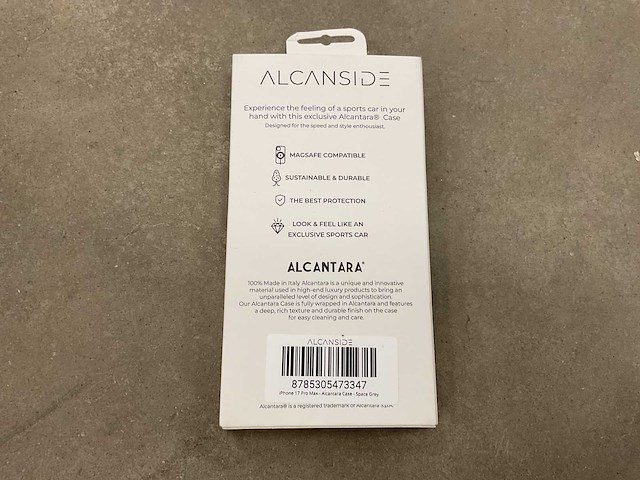 ALCANSIDE
Experience the feeling of a sports car in your
hand with this exclusive Alcantara® Case
Designed for the speed and style enthousiast.
MAGSAFE COMPATIBLE
SUSTAINABLE & DURABLE
THE BEST PROTECTION
LOOK & FEEL LIKE AN
EXCLUSIVE SPORTS CAR
ALCANTARA®
100% Made in Italy Alcantara is a unique and innovative
material used in high-end luxury products to bring an
unparalleled level of design and sophistication.
Our Alcantara Case is fully wrapped in Alcantara and features
a deep, rich texture and durable finish on the case
for easy cleaning and care.
ALCANSIDE
8785305473347
iPhone 17 Pro Max - Alcantara Case - Space Grey
Alcantara® is a registered trademark of Alcantara S.p.A.